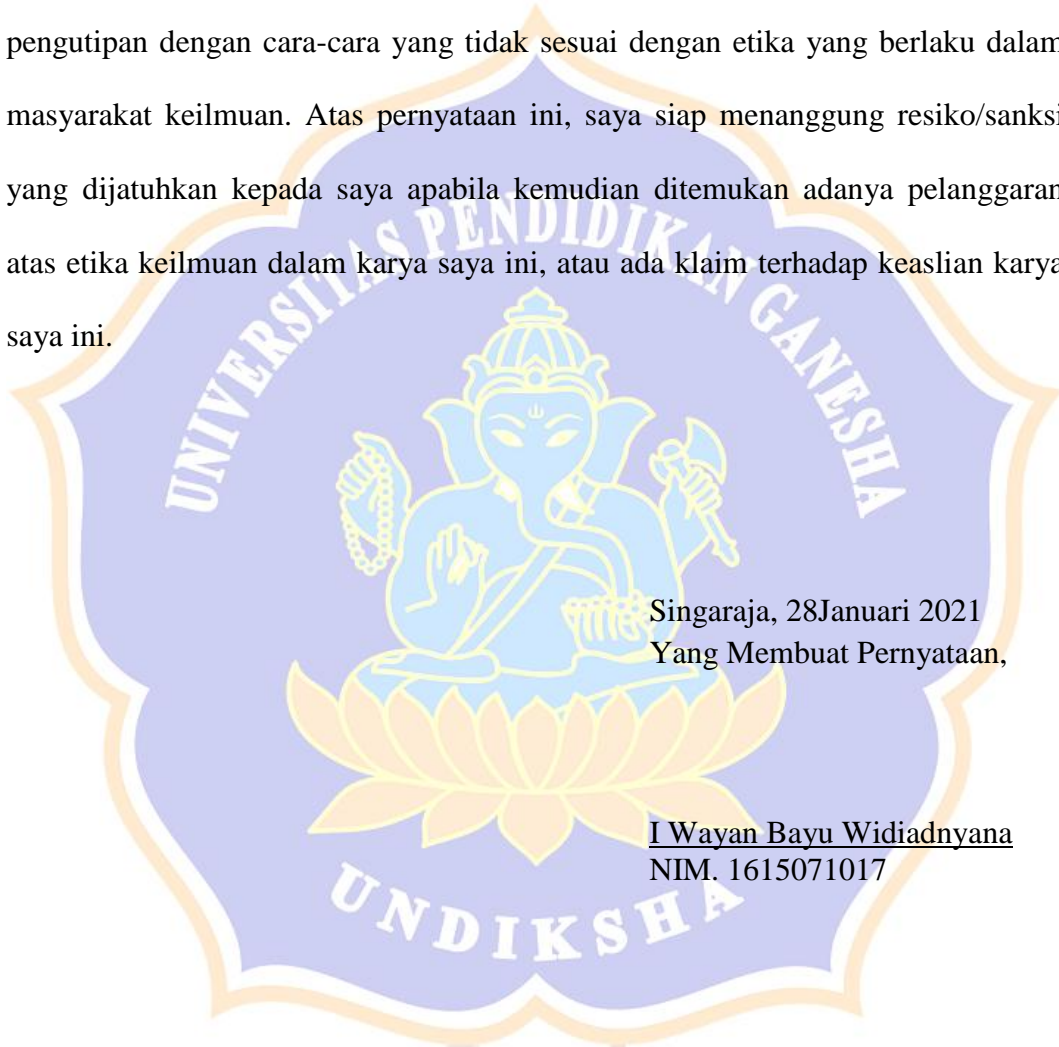 pengutipan dengan cara-cara yang tidak sesuai dengan etika yang berlaku dalam
masyarakat keilmuan. Atas pernyataan ini, saya siap menanggung resiko/sanksi
yang dijatuhkan kepada saya apabila kemudian ditemukan adanya pelanggaran
atas etika keilmuan dalam karya saya ini, atau ada klaim terhadap keaslian karya
saya ini.
UNIVERSITAS PENDIDIKAN GANESHA
Singaraja, 28Januari 2021
Yang Membuat Pernyataan,
I Wayan Bayu Widiadnyana
NIM. 1615071017
UNDIKSHA